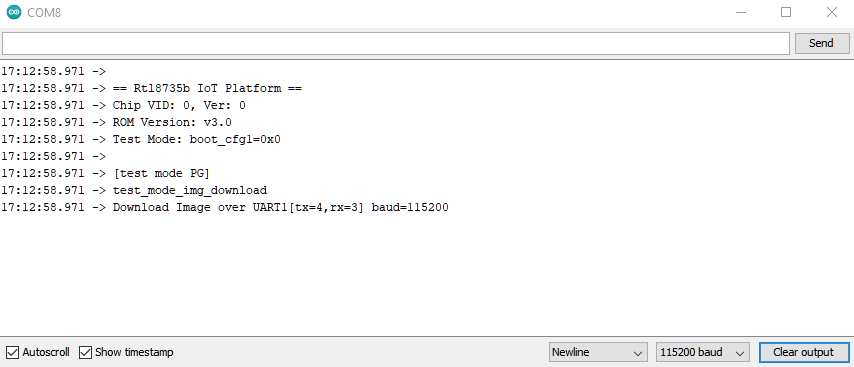 COM8
Send
17:12:58.971 ->
17:12:58.971 -> == Rtl8735b IoT Platform ==
17:12:58.971 -> Chip VID: 0, Ver: 0
17:12:58.971 -> ROM Version: v3.0
17:12:58.971 -> Test Mode: boot_cfg1=0x0
17:12:58.971 ->
17:12:58.971 -> [test mode PG]
17:12:58.971 -> test_mode_img_download
17:12:58.971 -> Download Image over UART1[tx=4,rx=3] baud=115200
Autoscroll Show timestamp Newline 115200 baud Clear output